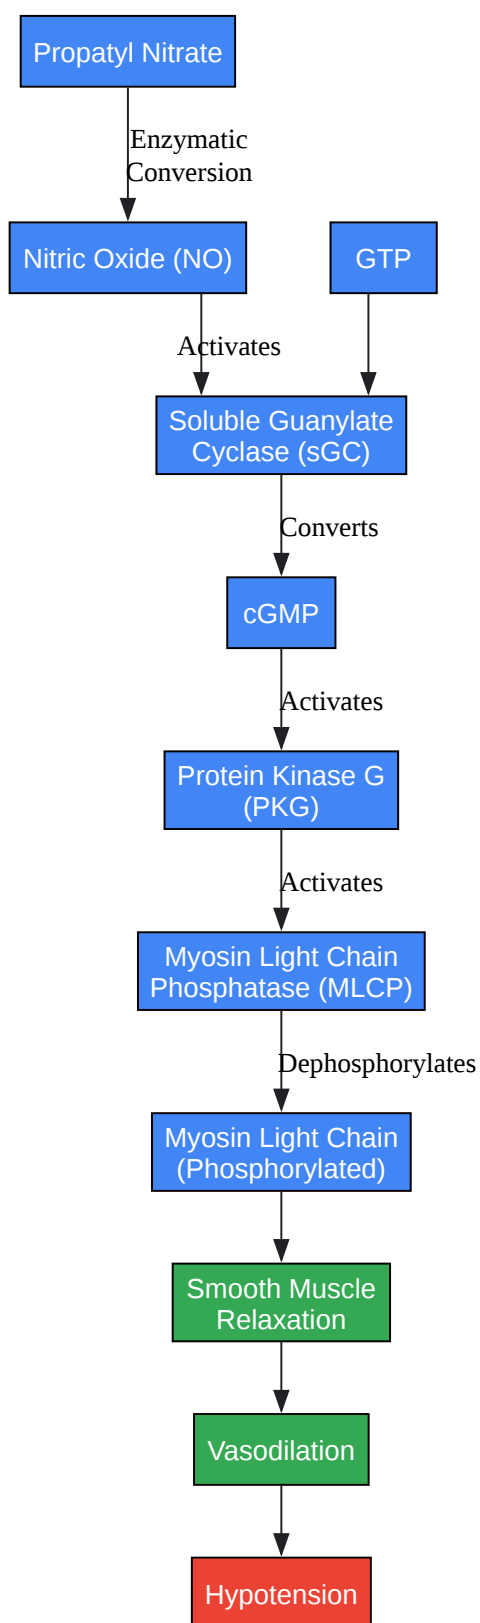 Propatyl Nitrate
Enzymatic
Conversion
Nitric Oxide (NO)
GTP
Activates
Soluble Guanylate
Cyclase (sGC)
Converts
cGMP
Activates
Protein Kinase G
(PKG)
Activates
Myosin Light Chain
Phosphatase (MLCP)
Dephosphorylates
Myosin Light Chain
(Phosphorylated)
Smooth Muscle
Relaxation
Vasodilation
Hypotension